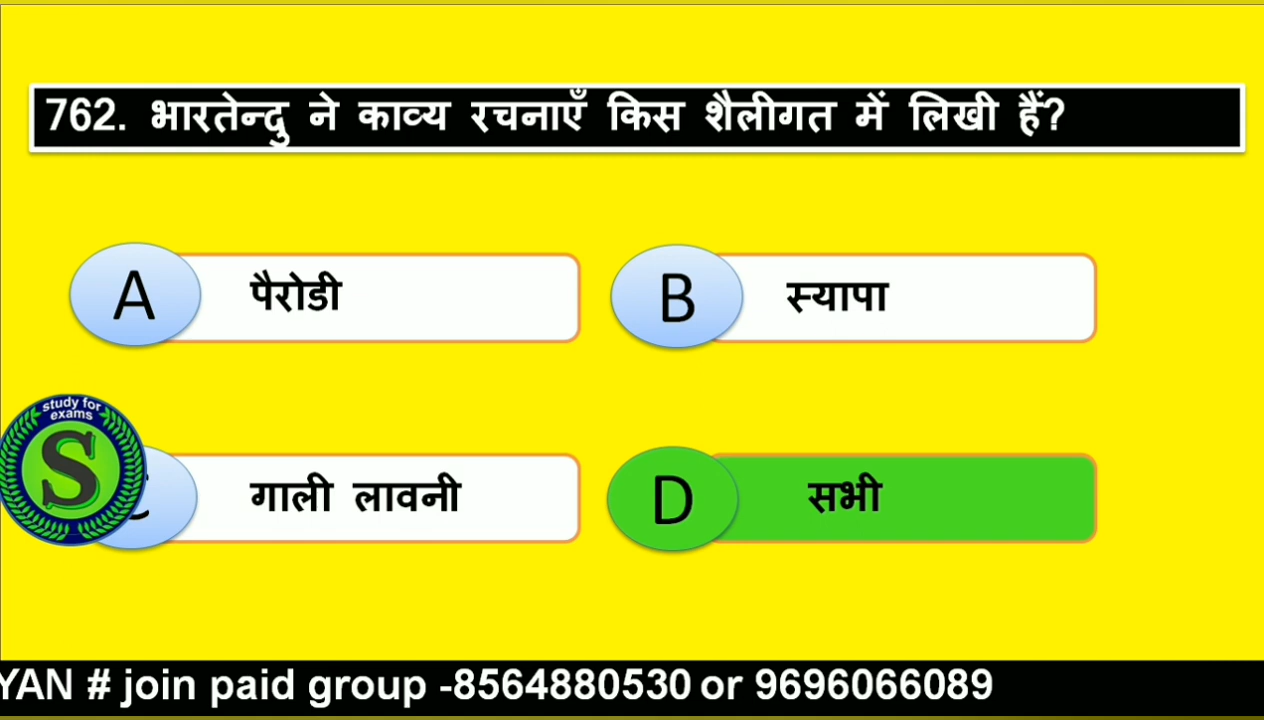 762. भारतेन्दु ने काव्य रचनाएँ किस शैलीगत में लिखी हैं?
A पैरोडी
B स्यापा
study for
exams
S
C गाली लावनी
D सभी
YAN # join paid group -8564880530 or 9696066089